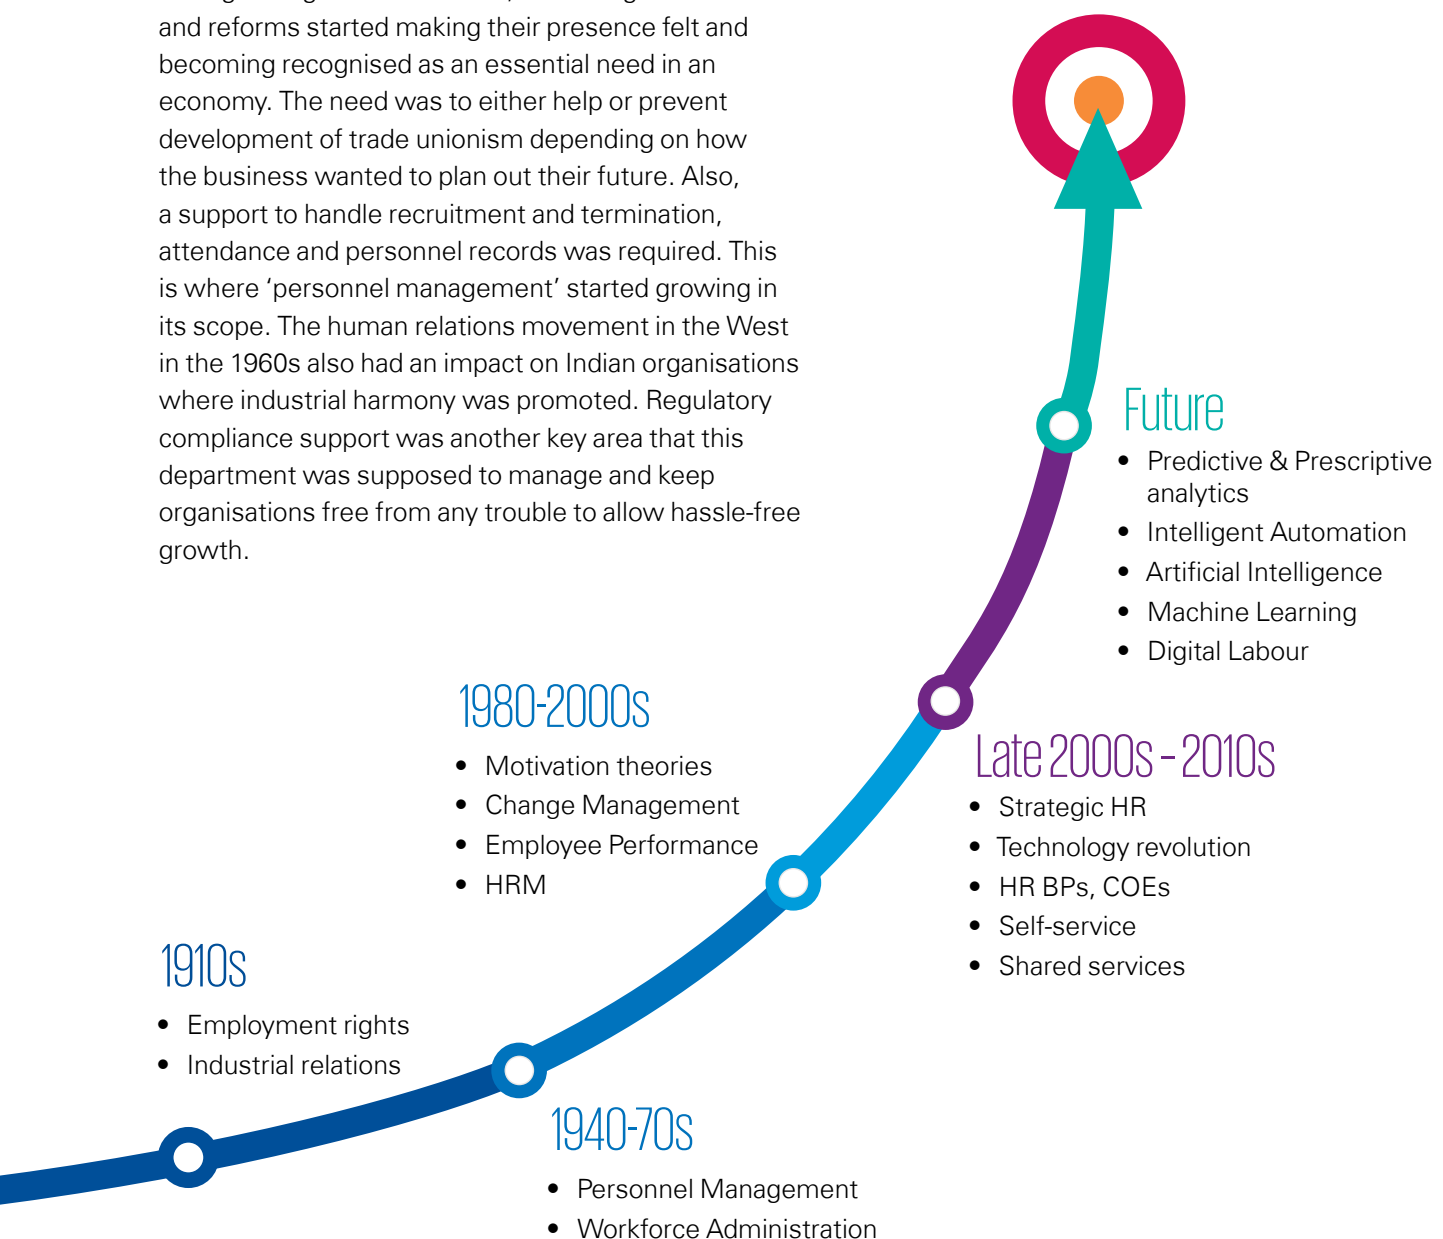 and reforms started making their presence felt and
becoming recognised as an essential need in an
economy. The need was to either help or prevent
development of trade unionism depending on how
the business wanted to plan out their future. Also,
a support to handle recruitment and termination,
attendance and personnel records was required. This
is where ‘personnel management’ started growing in
its scope. The human relations movement in the West
in the 1960s also had an impact on Indian organisations
where industrial harmony was promoted. Regulatory
compliance support was another key area that this
department was supposed to manage and keep
organisations free from any trouble to allow hassle-free
growth.
Future
• Predictive & Prescriptive
analytics
• Intelligent Automation
• Artificial Intelligence
• Machine Learning
• Digital Labour
1980-2000s
• Motivation theories
• Change Management
• Employee Performance
• HRM
Late 2000s – 2010s
• Strategic HR
• Technology revolution
• HR BPs, COEs
• Self-service
• Shared services
1910s
• Employment rights
• Industrial relations
1940-70s
• Personnel Management
• Workforce Administration